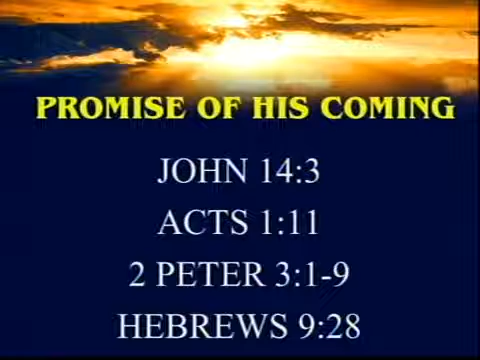 PROMISE OF HIS COMING
JOHN 14:3
ACTS 1:11
2 PETER 3:1-9
HEBREWS 9:28